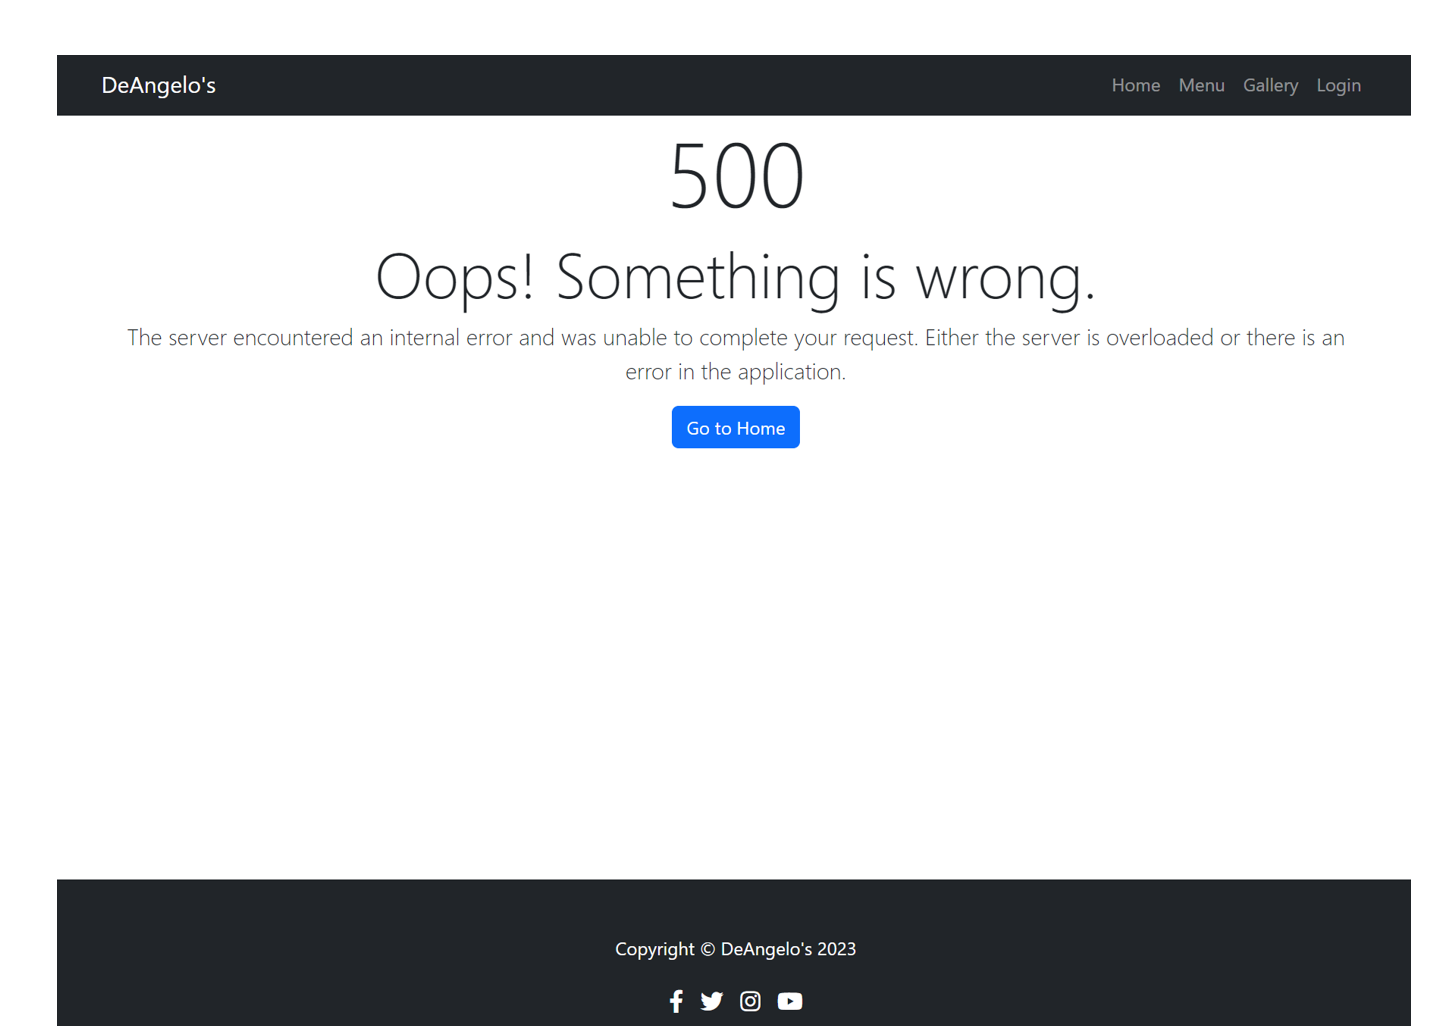 DeAngelo's Home Menu Gallery Login
500
Oops! Something is wrong.
The server encountered an internal error and was unable to complete your request. Either the server is overloaded or there is an
error in the application.
Go to Home
Copyright © DeAngelo's 2023